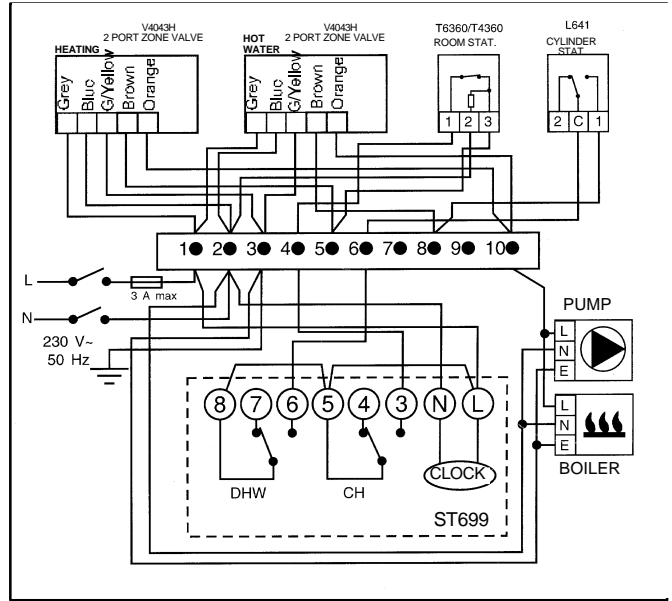 V4043H
2 PORT ZONE VALVE
HEATING
Grey
Bluc
G/Yellow
Brown
Orange
V4043H
2 PORT ZONE VALVE
HOT
WATER
Grey
Bluc
G/Yellow
Brown
Orange
T6360/T4360
ROOM STAT.
1 2 3
L641
CYLINDER
STAT.
2 C 1
1 2 3 4 5 6 7 8 9 10
L
3 A max
N
230 V~
50 Hz
PUMP
L
N
E
L
N
E
BOILER
8 7 6 5 4 3 N L
CLOCK
DHW CH
ST699